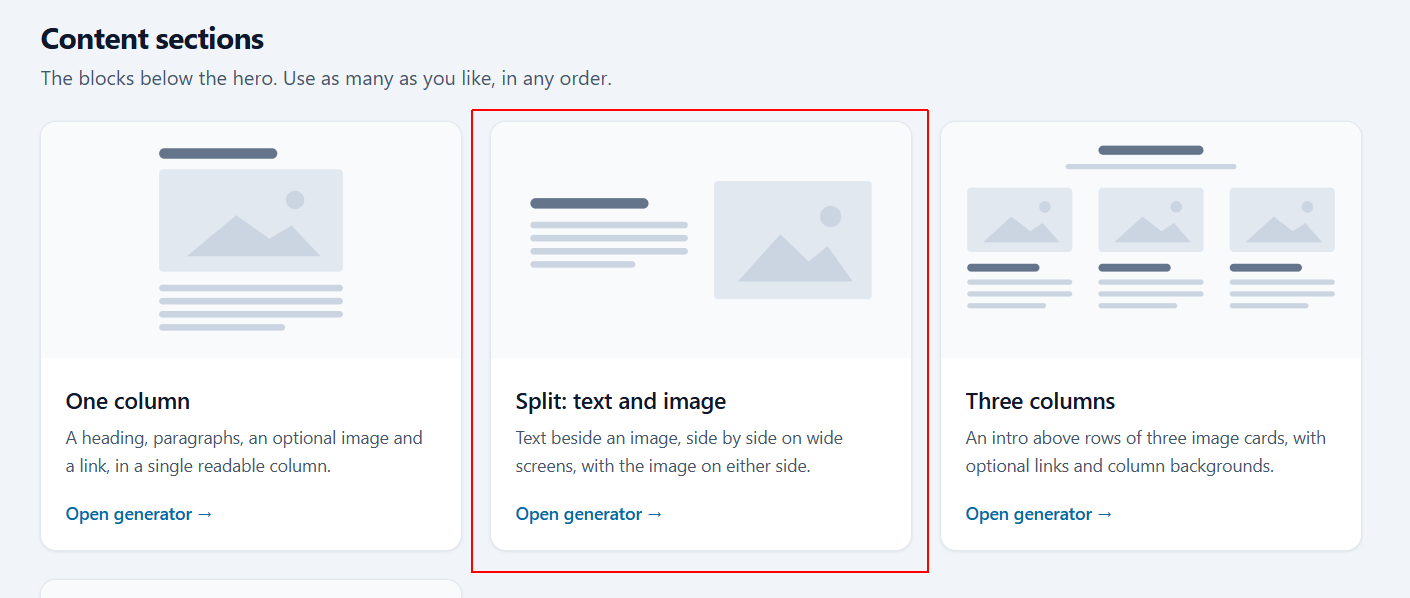 Content sections
The blocks below the hero. Use as many as you like, in any order.
One column
A heading, paragraphs, an optional image and
a link, in a single readable column.
Open generator →
Split: text and image
Text beside an image, side by side on wide
screens, with the image on either side.
Open generator →
Three columns
An intro above rows of three image cards, with
optional links and column backgrounds.
Open generator →